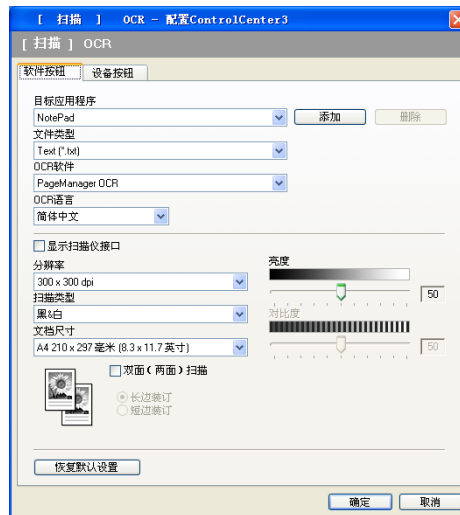 [ 扫描 ] OCR - 配置ControlCenter3
[ 扫描 ] OCR
软件按钮 设备按钮
目标应用程序
NotePad 添加 删除
文件类型
Text (*.txt)
OCR软件
PageManager OCR
OCR语言
简体中文
显示扫描仪接口
分辨率 亮度
300 x 300 dpi 50
扫描类型 对比度
黑&白 50
文档尺寸
A4 210 x 297 毫米 (8.3 x 11.7 英寸)
双面(两面)扫描
长边装订
短边装订
恢复默认设置
确定 取消